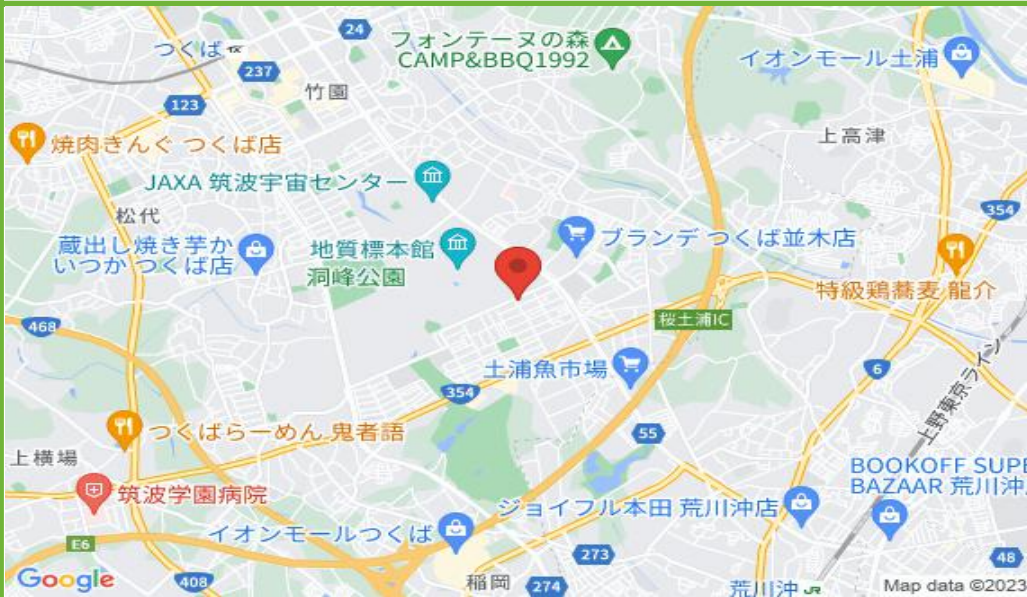 24
つくば
237
フォンテーヌの森
CAMP&BBQ1992
イオンモール土浦
竹園
123
上高津
焼肉きんぐ つくば店
JAXA 筑波宇宙センター
松代
354
蔵出し焼き芋か
いつか つくば店
地質標本館
洞峰公園
ブランデ つくば並木店
特級鶏蕎麦 龍介
468
桜土浦IC
土浦魚市場
6
354
上野東京ライン
つくばらーめん 鬼者語
55
上横場
筑波学園病院
BOOKOFF SUPE
BAZAAR 荒川沖
ジョイフル本田 荒川沖店
イオンモールつくば
E6
273
48
Google
408
稲岡
274
荒川沖 JR
Map data ©2023